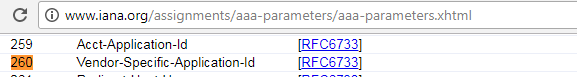 www.iana.org/assignments/aaa-parameters/aaa-parameters.xhtml
259 Acct-Application-Id [RFC6733]
260 Vendor-Specific-Application-Id [RFC6733]